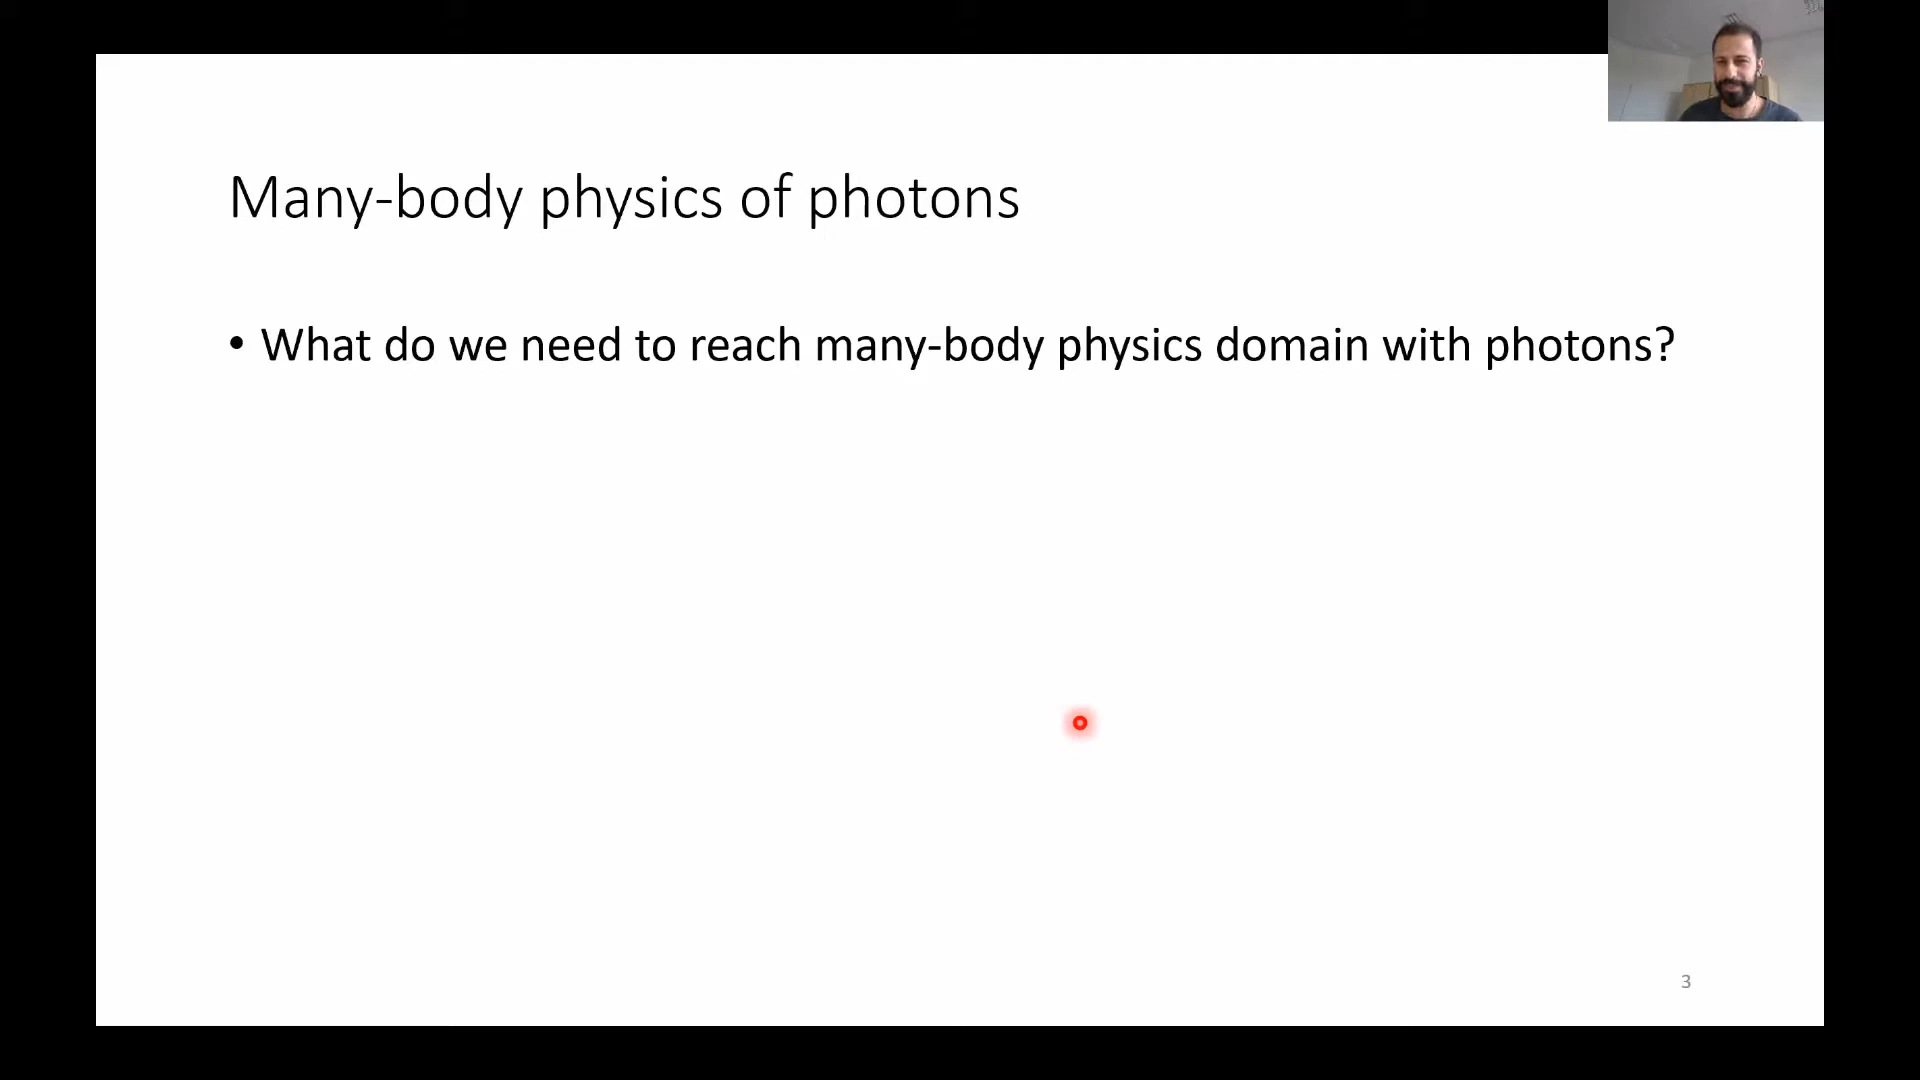 Many-body physics of photons
• What do we need to reach many-body physics domain with photons?
3